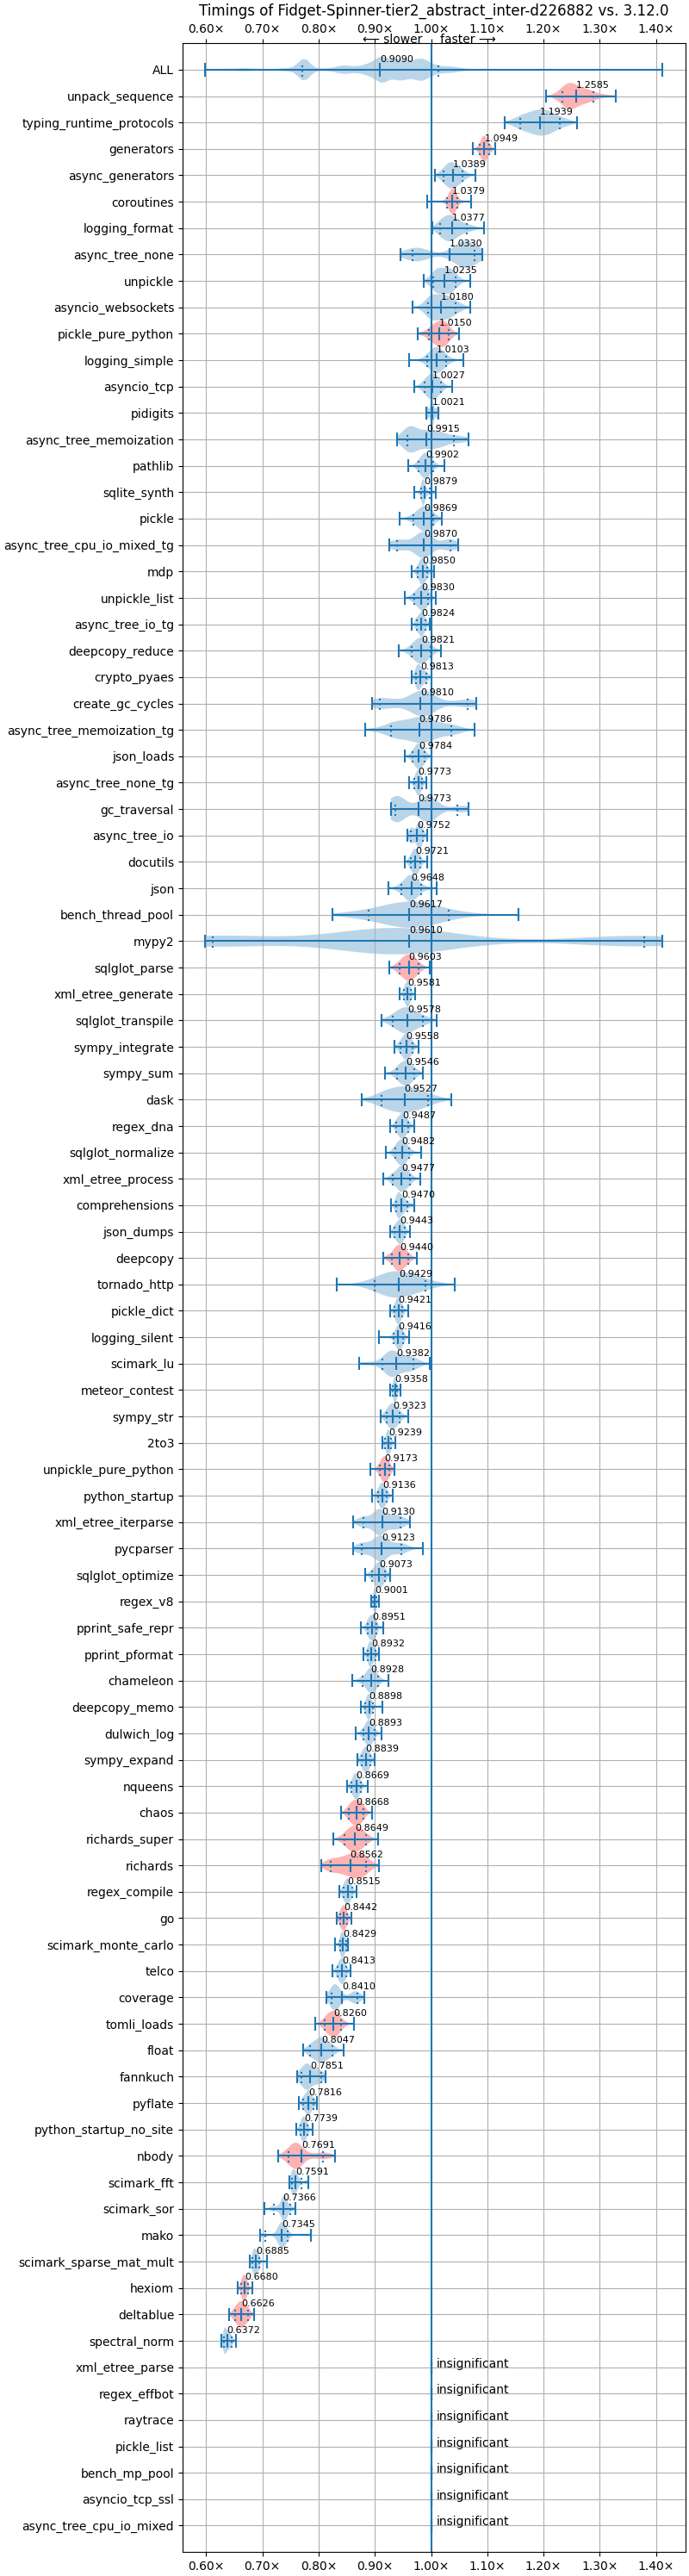 Timings of Fidget-Spinner-tier2_abstract_inter-d226882 vs. 3.12.0
0.60× 0.70× 0.80× 0.90× 1.00× 1.10× 1.20× 1.30× 1.40×
⟵ slower faster ⟶
ALL 0.9090
unpack_sequence 1.2585
typing_runtime_protocols 1.1939
generators 1.0949
async_generators 1.0389
coroutines 1.0379
logging_format 1.0377
async_tree_none 1.0330
unpickle 1.0235
asyncio_websockets 1.0180
pickle_pure_python 1.0150
logging_simple 1.0103
asyncio_tcp 1.0027
pidigits 1.0021
async_tree_memoization 0.9915
pathlib 0.9902
sqlite_synth 0.9879
pickle 0.9869
async_tree_cpu_io_mixed_tg 0.9870
mdp 0.9850
unpickle_list 0.9830
async_tree_io_tg 0.9824
deepcopy_reduce 0.9821
crypto_pyaes 0.9813
create_gc_cycles 0.9810
async_tree_memoization_tg 0.9786
json_loads 0.9784
async_tree_none_tg 0.9773
gc_traversal 0.9773
async_tree_io 0.9752
docutils 0.9721
json 0.9648
bench_thread_pool 0.9617
mypy2 0.9610
sqlglot_parse 0.9603
xml_etree_generate 0.9581
sqlglot_transpile 0.9578
sympy_integrate 0.9558
sympy_sum 0.9546
dask 0.9527
regex_dna 0.9487
sqlglot_normalize 0.9482
xml_etree_process 0.9477
comprehensions 0.9470
json_dumps 0.9443
deepcopy 0.9440
tornado_http 0.9429
pickle_dict 0.9421
logging_silent 0.9416
scimark_lu 0.9382
meteor_contest 0.9358
sympy_str 0.9323
2to3 0.9239
unpickle_pure_python 0.9173
python_startup 0.9136
xml_etree_iterparse 0.9130
pycparser 0.9123
sqlglot_optimize 0.9073
regex_v8 0.9001
pprint_safe_repr 0.8951
pprint_pformat 0.8932
chameleon 0.8928
deepcopy_memo 0.8898
dulwich_log 0.8893
sympy_expand 0.8839
nqueens 0.8669
chaos 0.8668
richards_super 0.8649
richards 0.8562
regex_compile 0.8515
go 0.8442
scimark_monte_carlo 0.8429
telco 0.8413
coverage 0.8410
tomli_loads 0.8260
float 0.8047
fannkuch 0.7851
pyflate 0.7816
python_startup_no_site 0.7739
nbody 0.7691
scimark_fft 0.7591
scimark_sor 0.7366
mako 0.7345
scimark_sparse_mat_mult 0.6885
hexiom 0.6680
deltablue 0.6626
spectral_norm 0.6372
xml_etree_parse insignificant
regex_effbot insignificant
raytrace insignificant
pickle_list insignificant
bench_mp_pool insignificant
asyncio_tcp_ssl insignificant
async_tree_cpu_io_mixed insignificant
0.60× 0.70× 0.80× 0.90× 1.00× 1.10× 1.20× 1.30× 1.40×